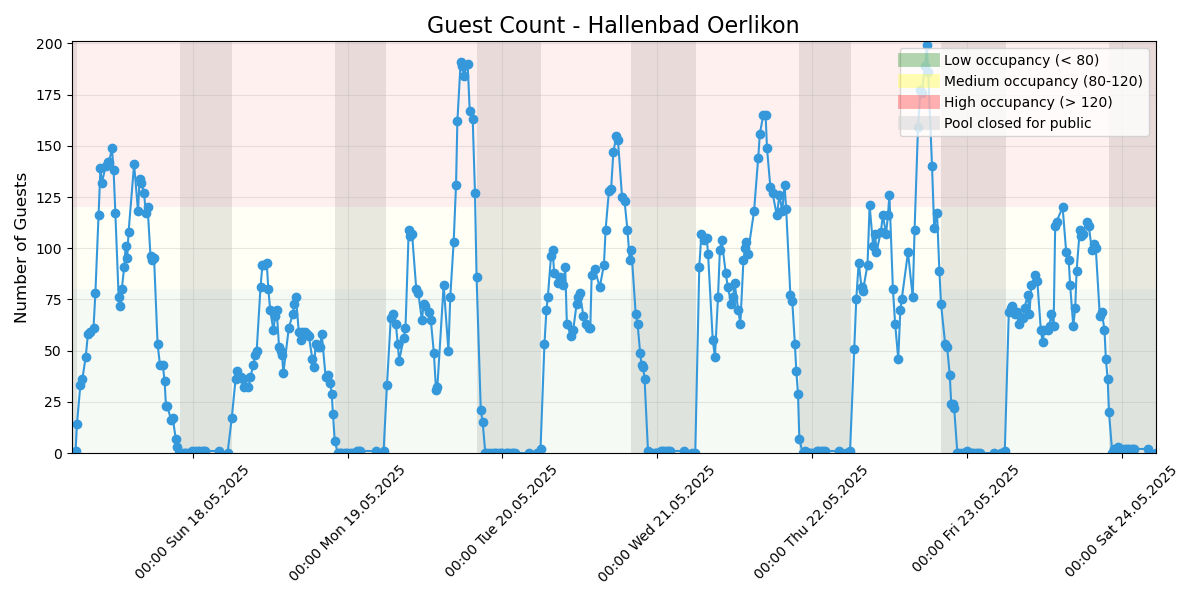 Guest Count - Hallenbad Oerlikon
Number of Guests
200
175
150
125
100
75
50
25
0
Low occupancy (< 80)
Medium occupancy (80-120)
High occupancy (> 120)
Pool closed for public
00:00 Sun 18.05.2025
00:00 Mon 19.05.2025
00:00 Tue 20.05.2025
00:00 Wed 21.05.2025
00:00 Thu 22.05.2025
00:00 Fri 23.05.2025
00:00 Sat 24.05.2025